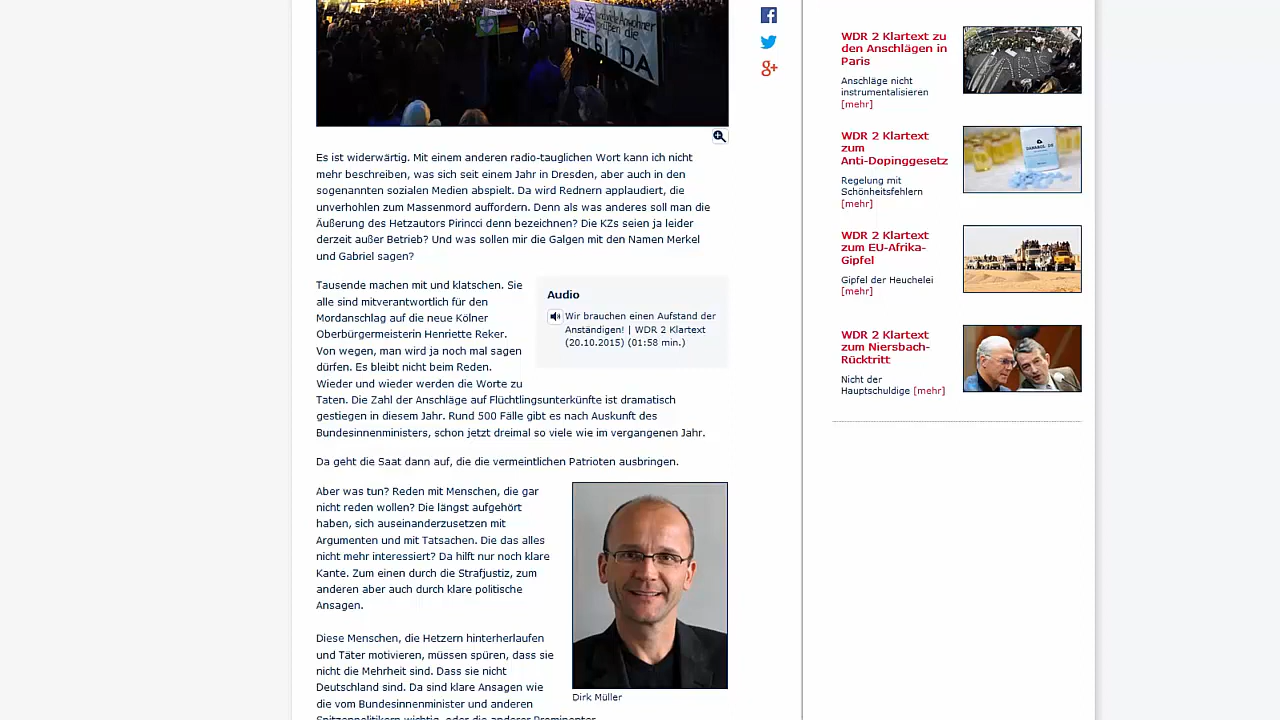 und viele Anwohner
grüßen die
PEGIDA
Es ist widerwärtig. Mit einem anderen radio-tauglichen Wort kann ich nicht
mehr beschreiben, was sich seit einem Jahr in Dresden, aber auch in den
sogenannten sozialen Medien abspielt. Da wird Rednern applaudiert, die
unverhohlen zum Massenmord auffordern. Denn als was anderes soll man die
Äußerung des Hetzautors Pirincci denn bezeichnen? Die KZs seien ja leider
derzeit außer Betrieb? Und was sollen mir die Galgen mit den Namen Merkel
und Gabriel sagen?
Tausende machen mit und klatschen. Sie
alle sind mitverantwortlich für den
Mordanschlag auf die neue Kölner
Oberbürgermeisterin Henriette Reker.
Von wegen, man wird ja noch mal sagen
dürfen. Es bleibt nicht beim Reden.
Wieder und wieder werden die Worte zu
Taten. Die Zahl der Anschläge auf Flüchtlingsunterkünfte ist dramatisch
gestiegen in diesem Jahr. Rund 500 Fälle gibt es nach Auskunft des
Bundesinnenministers, schon jetzt dreimal so viele wie im vergangenen Jahr.
Audio
Wir brauchen einen Aufstand der
Anständigen! | WDR 2 Klartext
(20.10.2015) (01:58 min.)
Da geht die Saat dann auf, die die vermeintlichen Patrioten ausbringen.
Aber was tun? Reden mit Menschen, die gar
nicht reden wollen? Die längst aufgehört
haben, sich auseinanderzusetzen mit
Argumenten und mit Tatsachen. Die das alles
nicht mehr interessiert? Da hilft nur noch klare
Kante. Zum einen durch die Strafjustiz, zum
anderen aber auch durch klare politische
Ansagen.
Diese Menschen, die Hetzern hinterherlaufen
und Täter motivieren, müssen spüren, dass sie
nicht die Mehrheit sind. Dass sie nicht
Deutschland sind. Da sind klare Ansagen wie
die vom Bundesinnenminister und anderen
Spitzenpolitikern wichtig, oder die anderer Prominenter
Dirk Müller
g+
WDR 2 Klartext zu
den Anschlägen in
Paris
Anschläge nicht
instrumentalisieren
[mehr]
PARIS
WDR 2 Klartext
zum
Anti-Dopinggesetz
Regelung mit
Schönheitsfehlern
[mehr]
WDR 2 Klartext
zum EU-Afrika-
Gipfel
Gipfel der Heuchelei
[mehr]
WDR 2 Klartext
zum Niersbach-
Rücktritt
Nicht der
Hauptschuldige [mehr]